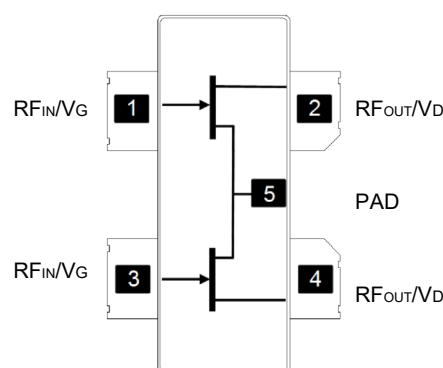 RFIN/VG 1 2 RFOUT/VD
5 PAD
RFIN/VG 3 4 RFOUT/VD